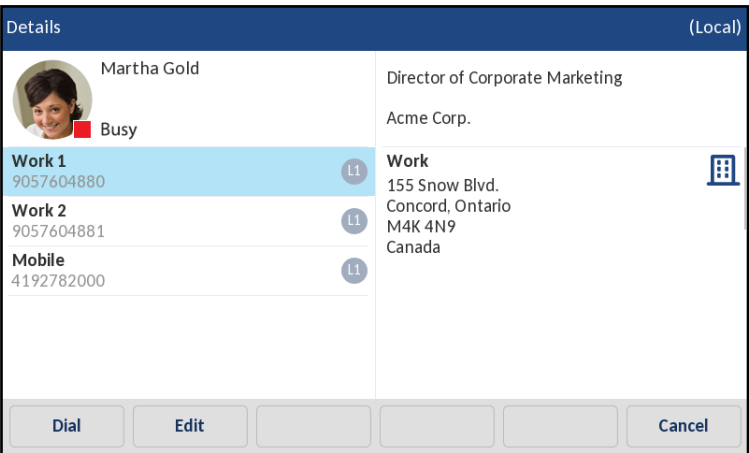 Details
(Local)
Martha Gold
Busy
Work 1
9057604880
L1
Work 2
9057604881
L1
Mobile
4192782000
L1
Director of Corporate Marketing
Acme Corp.
Work
155 Snow Blvd.
Concord, Ontario
M4K 4N9
Canada
Dial
Edit
Cancel